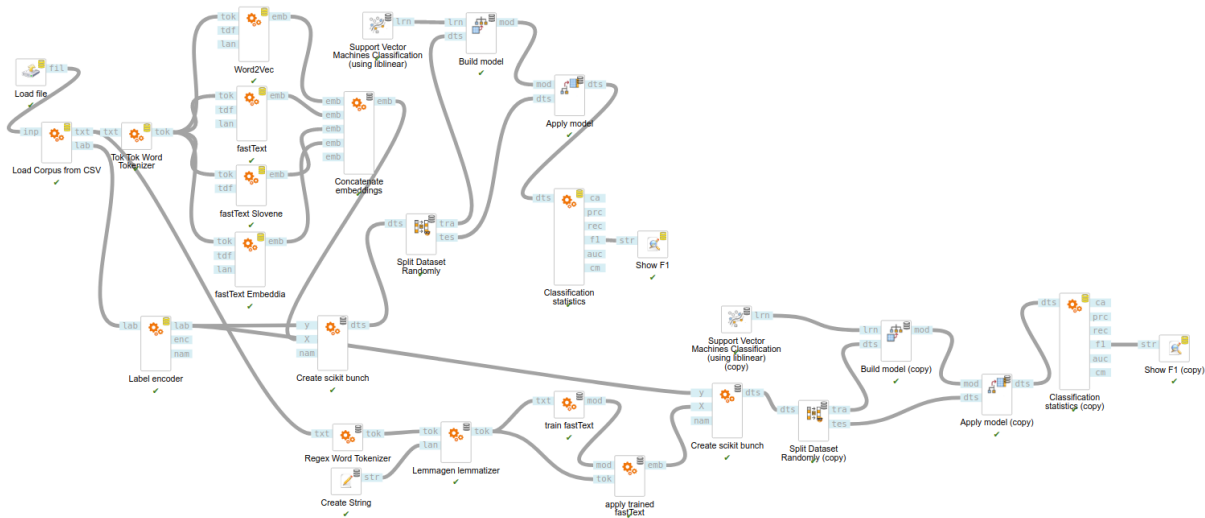 tok
tdf
lan
emb
Word2Vec
lrn
Support Vector
Machines Classification
(using liblinear)
lrn
dts
mod
Build model
fil
Load file
mod
dts
dts
Apply model
tok
tdf
lan
emb
fastText
emb
emb
emb
emb
emb
emb
Concatenate
embeddings
inp
txt
lab
Load Corpus from CSV
txt
tok
Tok Tok Word
Tokenizer
tok
tdf
emb
fastText Slovene
dts
ca
prc
rec
f1
auc
cm
Classification
statistics
str
Show F1
dts
tra
tes
Split Dataset
Randomly
tok
tdf
lan
emb
fastText Embeddia
lab
lab
enc
nam
Label encoder
y
X
nam
dts
Create scikit bunch
lrn
Support Vector
Machines Classification
(using liblinear)
(copy)
lrn
dts
mod
Build model (copy)
dts
ca
prc
rec
f1
auc
cm
Classification
statistics (copy)
str
Show F1 (copy)
mod
dts
dts
Apply model (copy)
y
X
nam
dts
Create scikit bunch
dts
tra
tes
Split Dataset
Randomly (copy)
txt
mod
train fastText
txt
tok
Regex Word Tokenizer
tok
lan
tok
Lemmagen lemmatizer
str
Create String
mod
tok
emb
apply trained
fastText